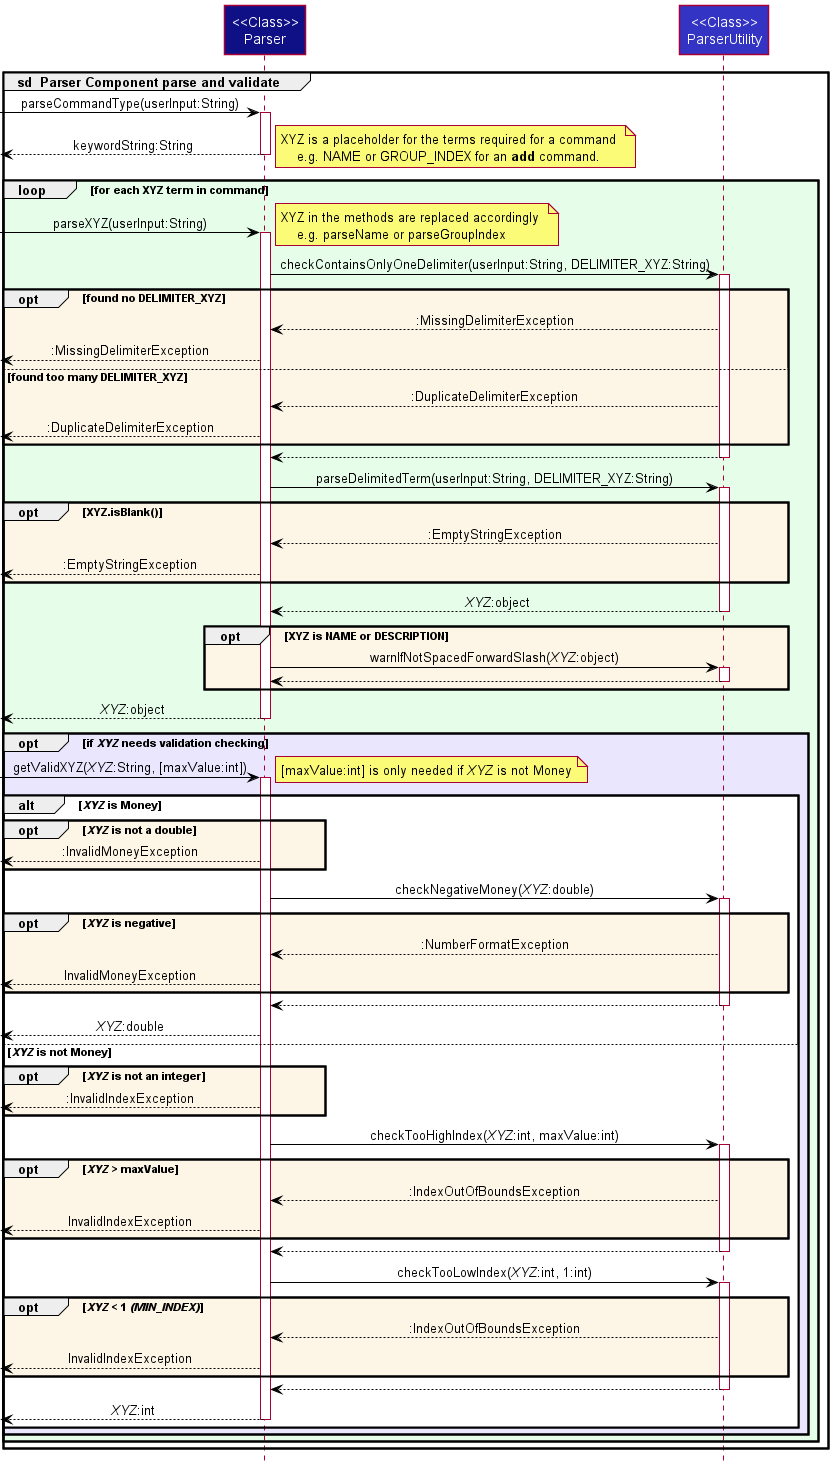 <<Class>>
Parser
<<Class>>
ParserUtility
sd Parser Component parse and validate
parseCommandType(userInput:String)
XYZ is a placeholder for the terms required for a command
e.g. NAME or GROUP_INDEX for an add command.
keywordString:String
loop [for each XYZ term in command]
XYZ in the methods are replaced accordingly
e.g. parseName or parseGroupIndex
parseXYZ(userInput:String)
checkContainsOnlyOneDelimiter(userInput:String, DELIMITER_XYZ:String)
opt [found no DELIMITER_XYZ]
:MissingDelimiterException
:MissingDelimiterException
[found too many DELIMITER_XYZ]
:DuplicateDelimiterException
:DuplicateDelimiterException
parseDelimitedTerm(userInput:String, DELIMITER_XYZ:String)
opt [XYZ.isBlank()]
:EmptyStringException
:EmptyStringException
XYZ:object
opt [XYZ is NAME or DESCRIPTION]
warnIfNotSpacedForwardSlash(XYZ:object)
XYZ:object
opt [if XYZ needs validation checking]
getValidXYZ(XYZ:String, [maxValue:int])
[maxValue:int] is only needed if XYZ is not Money
alt [XYZ is Money]
opt [XYZ is not a double]
:InvalidMoneyException
checkNegativeMoney(XYZ:double)
opt [XYZ is negative]
:NumberFormatException
InvalidMoneyException
XYZ:double
[XYZ is not Money]
opt [XYZ is not an integer]
:InvalidIndexException
checkTooHighIndex(XYZ:int, maxValue:int)
opt [XYZ > maxValue]
:IndexOutOfBoundsException
InvalidIndexException
checkTooLowIndex(XYZ:int, 1:int)
opt [XYZ < 1 (MIN_INDEX)]
:IndexOutOfBoundsException
InvalidIndexException
XYZ:int